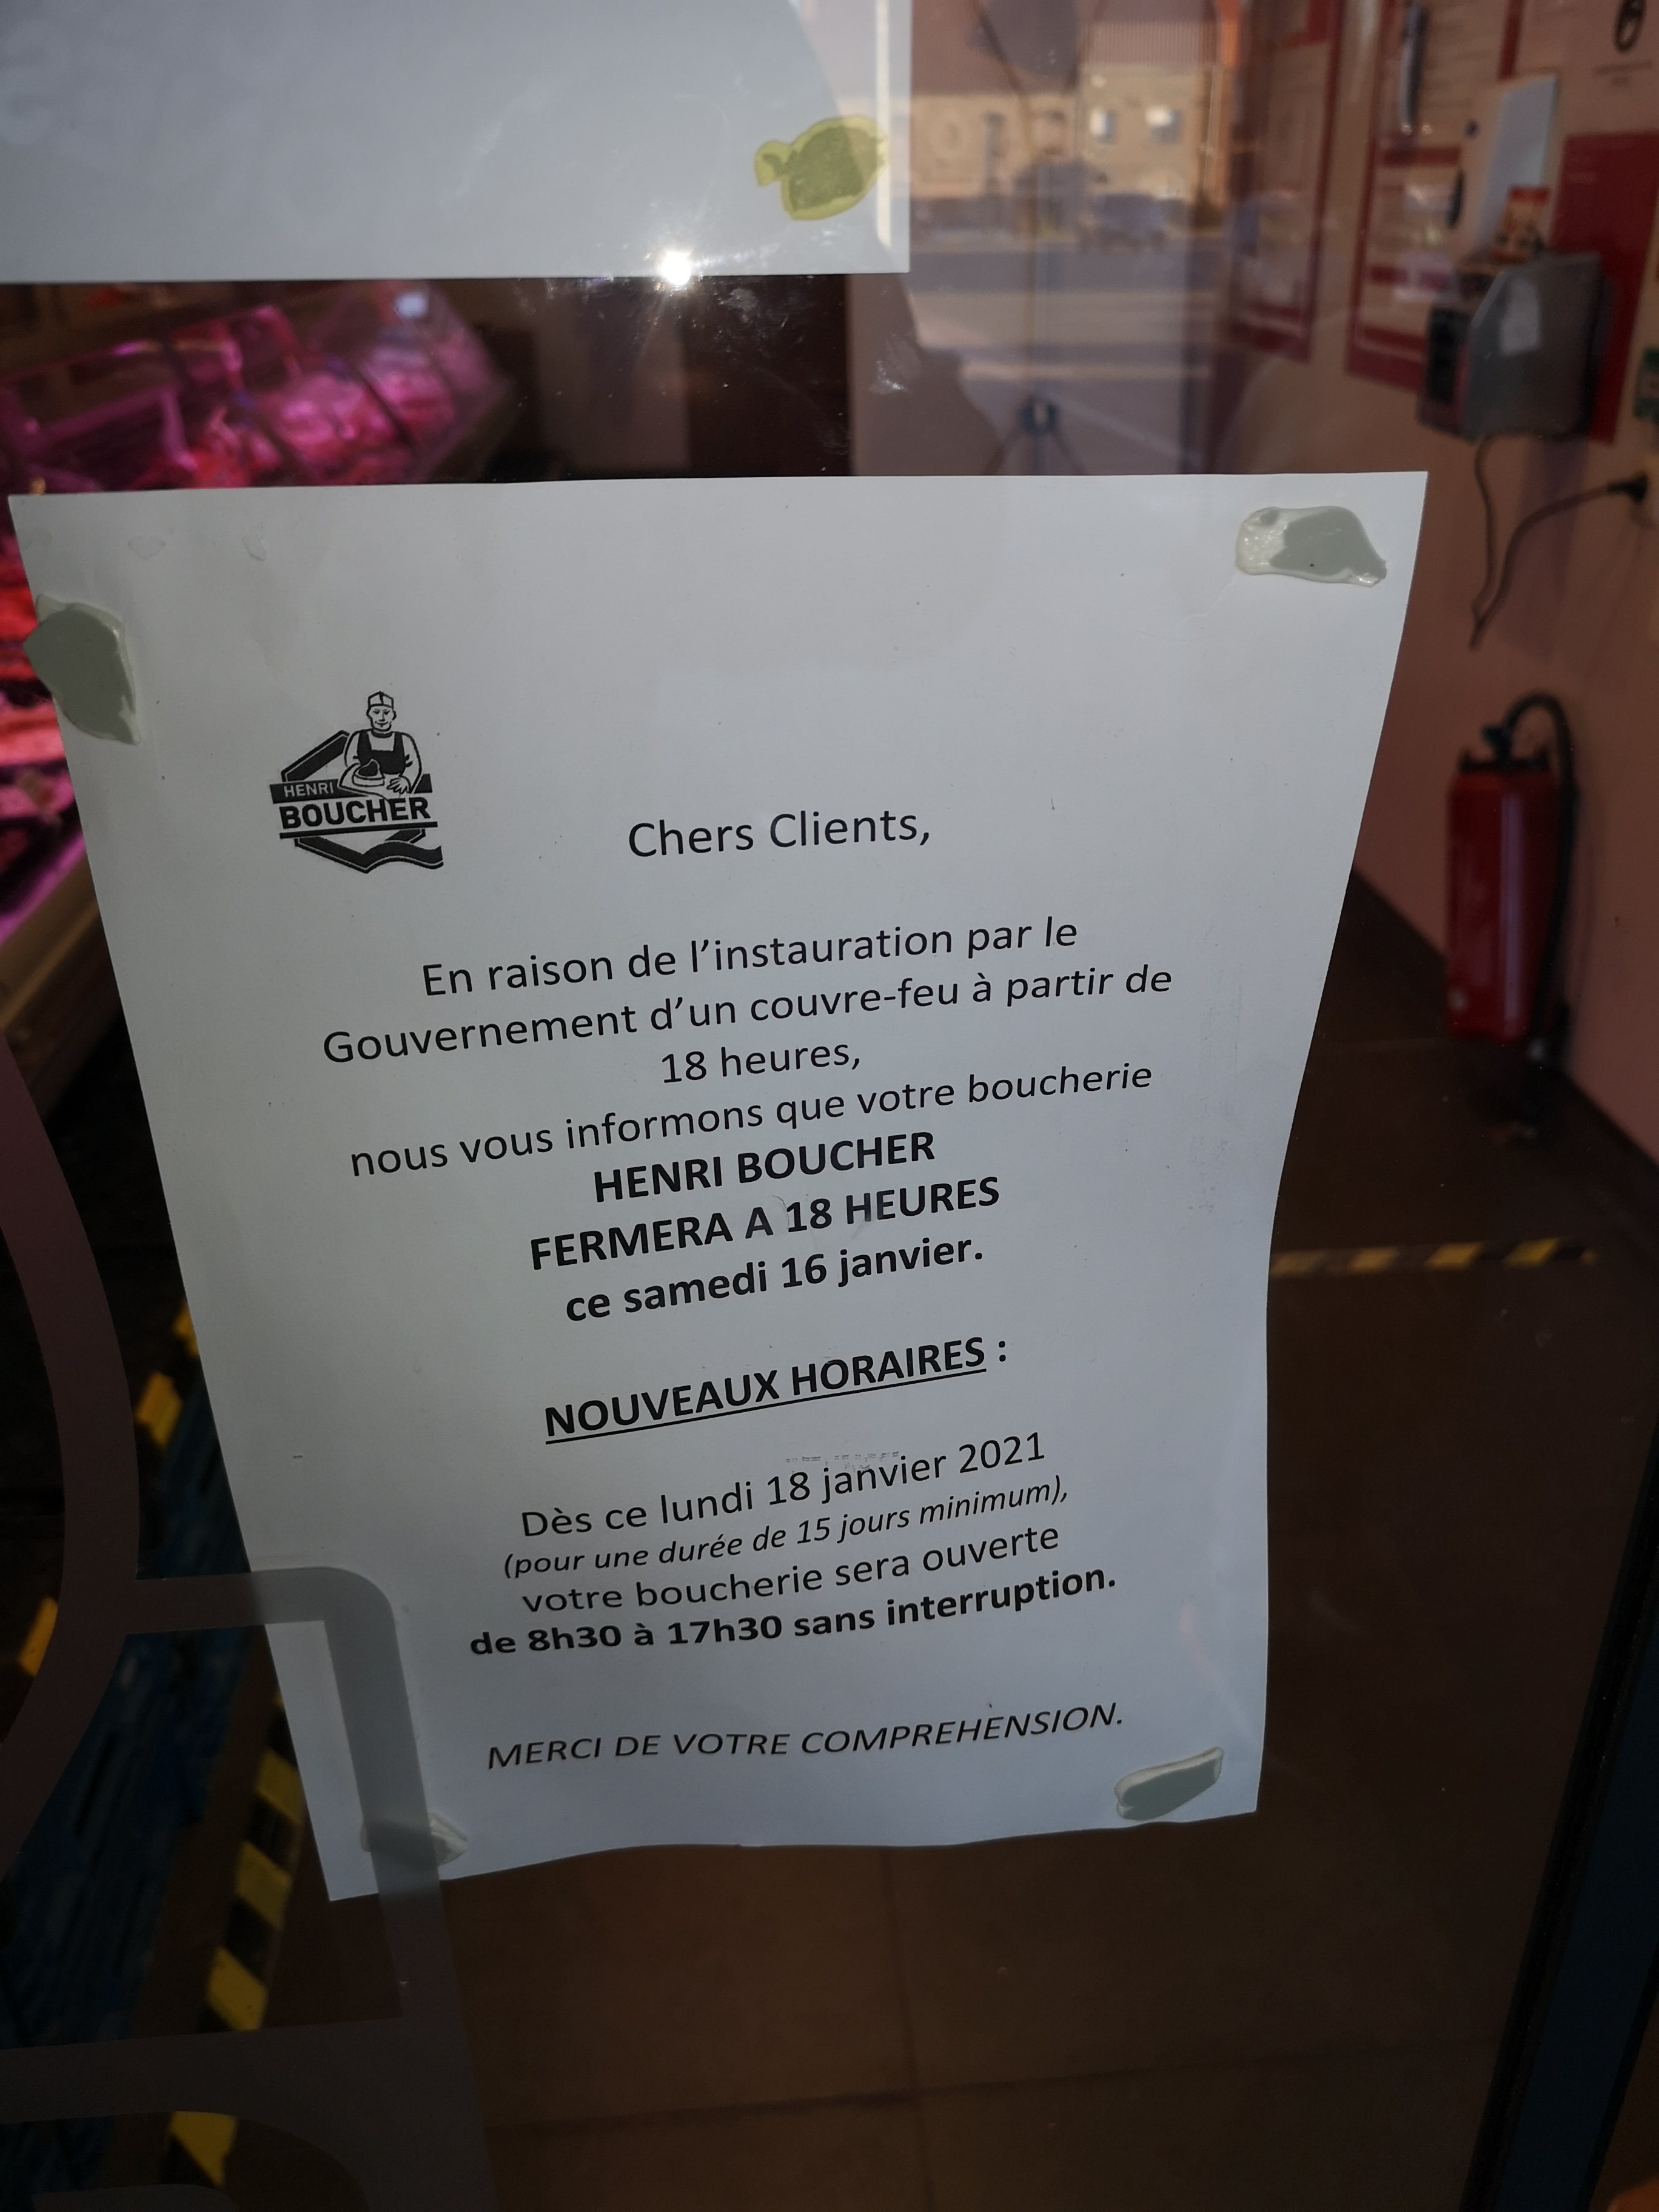 HENRI
BOUCHER
Chers Clients,
En raison de l'instauration par le
Gouvernement d'un couvre-feu à partir de
18 heures,
nous vous informons que votre boucherie
HENRI BOUCHER
FERMERA A 18 HEURES
ce samedi 16 janvier.
NOUVEAUX HORAIRES :
Dès ce lundi 18 janvier 2021
(pour une durée de 15 jours minimum),
votre boucherie sera ouverte
de 8h30 à 17h30 sans interruption.
MERCI DE VOTRE COMPREHENSION.